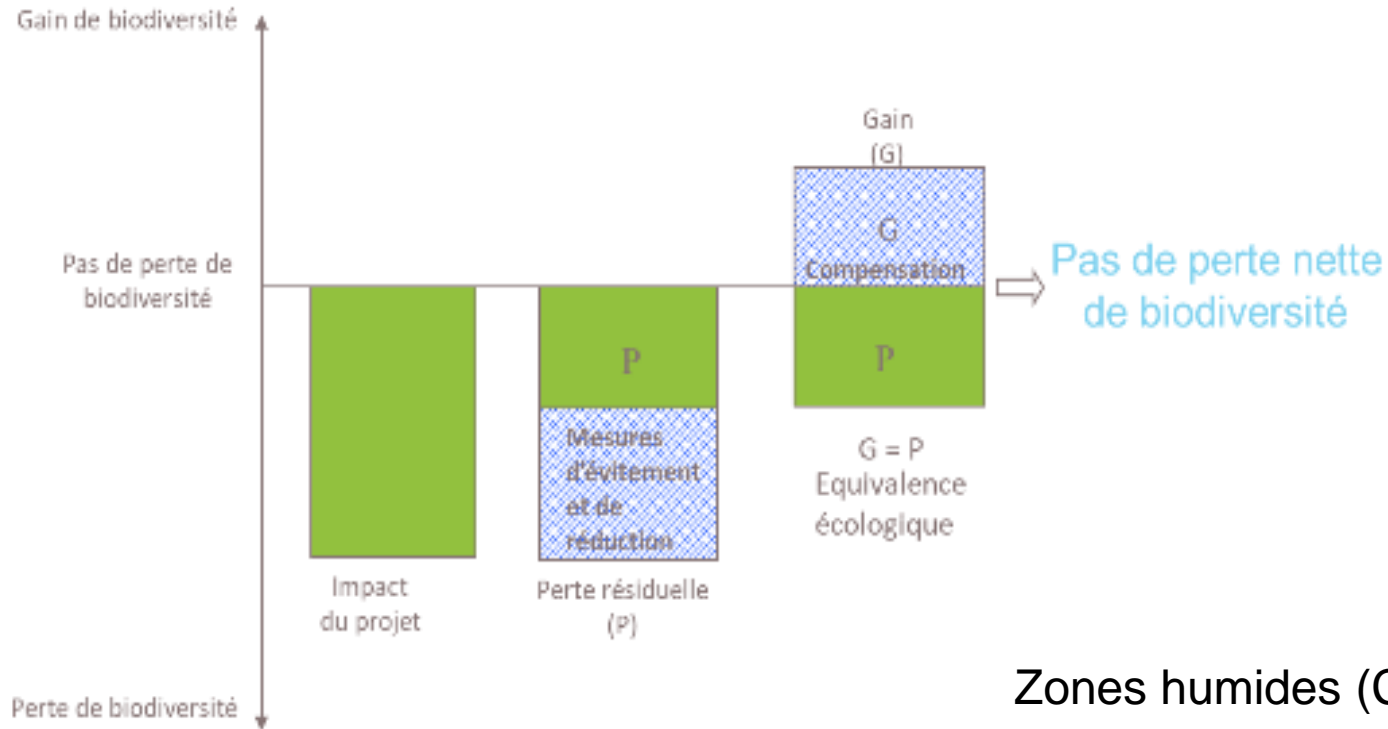 Gain de biodiversité
Gain
(G)
G
Compensation
Pas de perte de
biodiversité
Pas de perte nette
de biodiversité
P
P
Mesures
d'évitement
et de
réduction
G = P
Equivalence
écologique
Impact
du projet
Perte résiduelle
(P)
Zones humides (
Perte de biodiversité